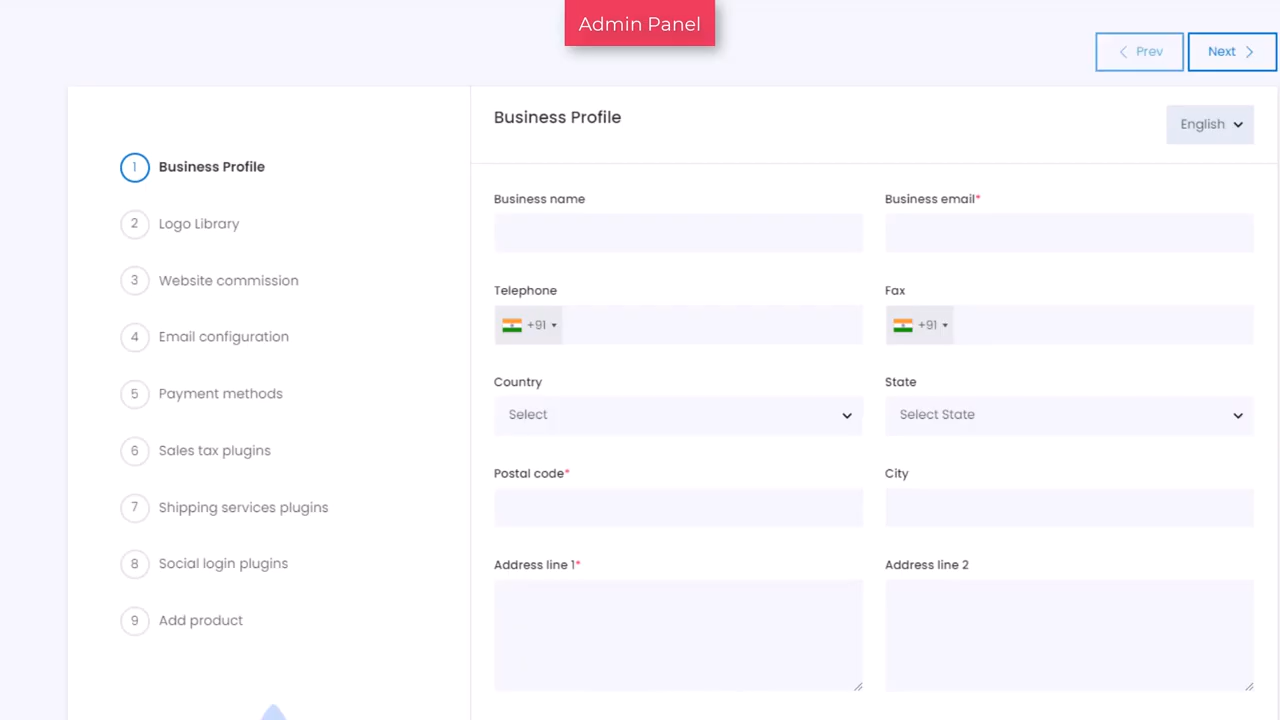 Admin Panel
Prev
Next
1 Business Profile
2 Logo Library
3 Website commission
4 Email configuration
5 Payment methods
6 Sales tax plugins
7 Shipping services plugins
8 Social login plugins
9 Add product
Business Profile
English
Business name
Business email*
Telephone
Fax
+91
+91
Country
State
Select
Select State
Postal code*
City
Address line 1*
Address line 2